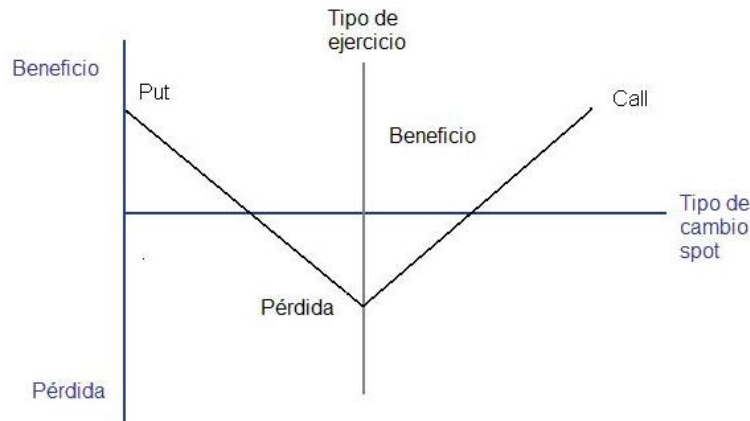 Tipo de
ejercicio
Beneficio
Put
Call
Beneficio
Tipo de
cambio
spot
Pérdida
Pérdida